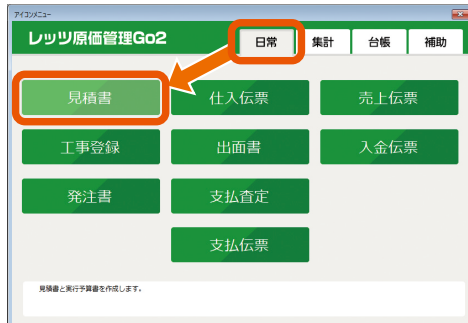 アイコンメニュー
レッツ原価管理Go2
日常 集計 台帳 補助
見積書 仕入伝票 売上伝票
工事登録 出面書 入金伝票
発注書 支払査定
支払伝票
見積書と実行予算書を作成します。